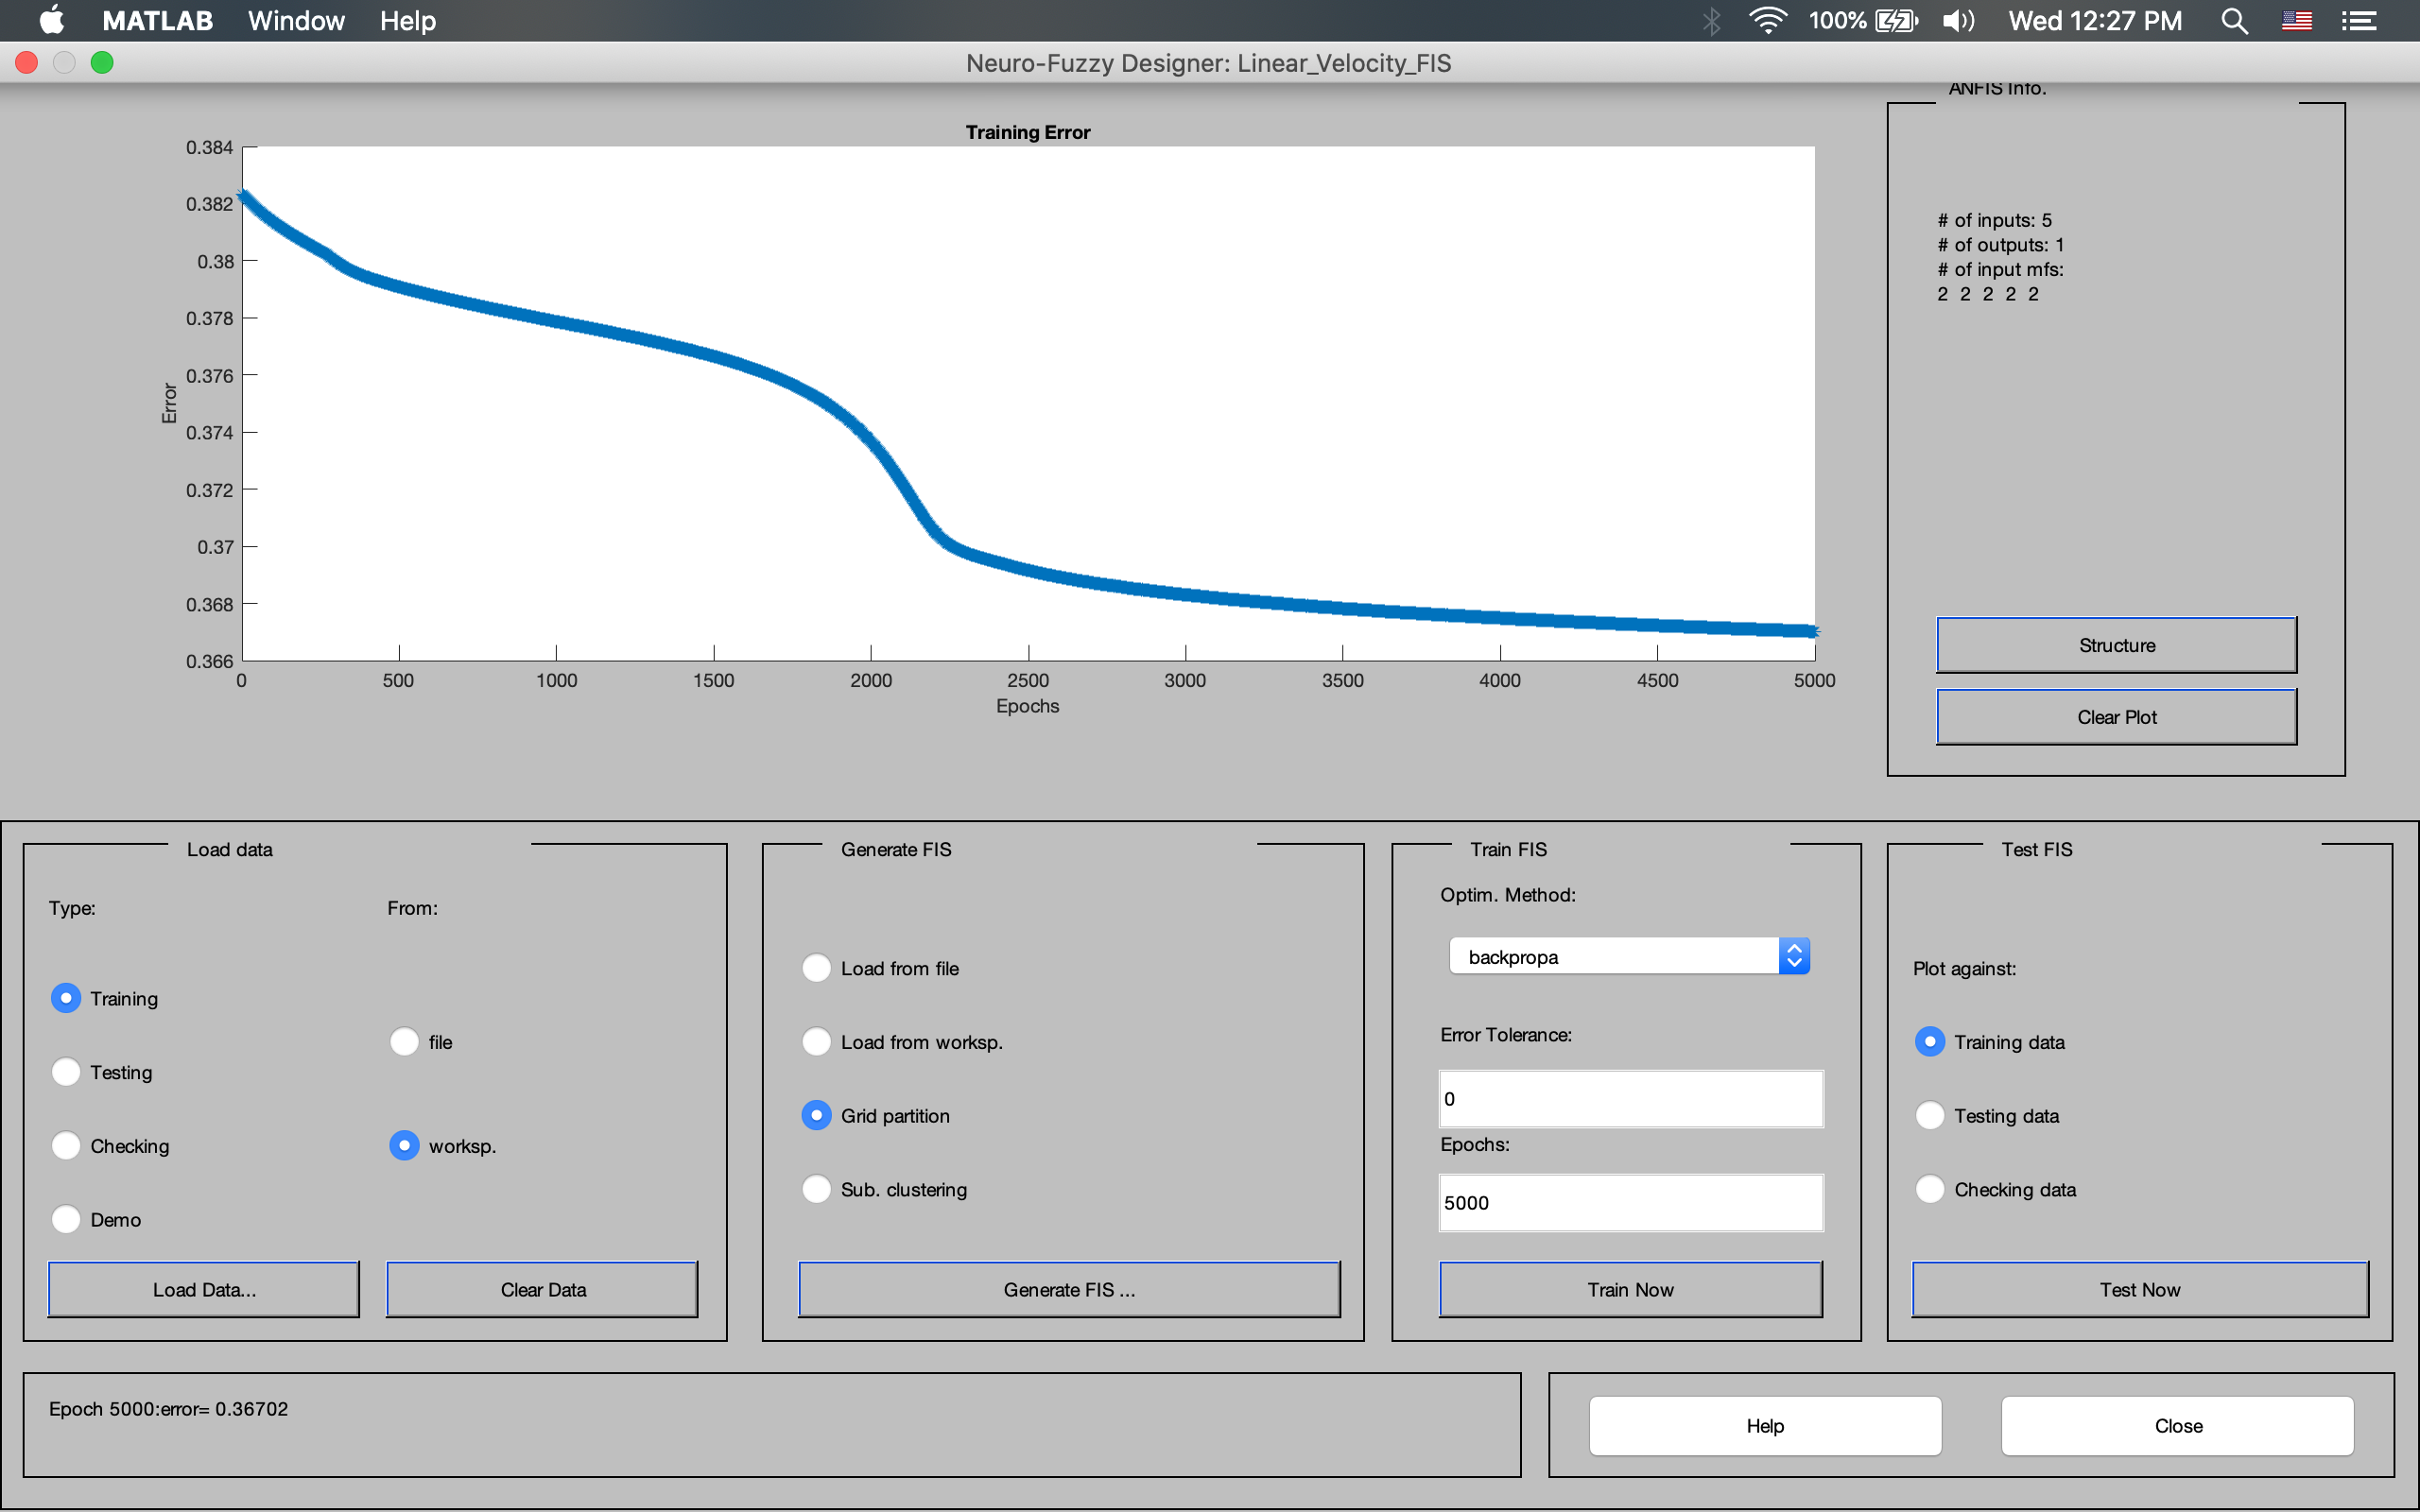 MATLAB Window Help 100% Wed 12:27 PM
Neuro-Fuzzy Designer: Linear_Velocity_FIS
Training Error
0.384
0.382
0.38
0.378
0.376
0.374
0.372
0.37
0.368
0.366
Error
0 500 1000 1500 2000 2500 3000 3500 4000 4500 5000
Epochs
ANFIS Info.
# of inputs: 5
# of outputs: 1
# of input mfs:
2 2 2 2 2
Structure
Clear Plot
Load data
Type:
From:
Training
Testing
Checking
Demo
file
worksp.
Load Data...
Clear Data
Generate FIS
Load from file
Load from worksp.
Grid partition
Sub. clustering
Generate FIS ...
Train FIS
Optim. Method:
backpropa
Error Tolerance:
0
Epochs:
5000
Train Now
Test FIS
Plot against:
Training data
Testing data
Checking data
Test Now
Epoch 5000:error= 0.36702
Help
Close